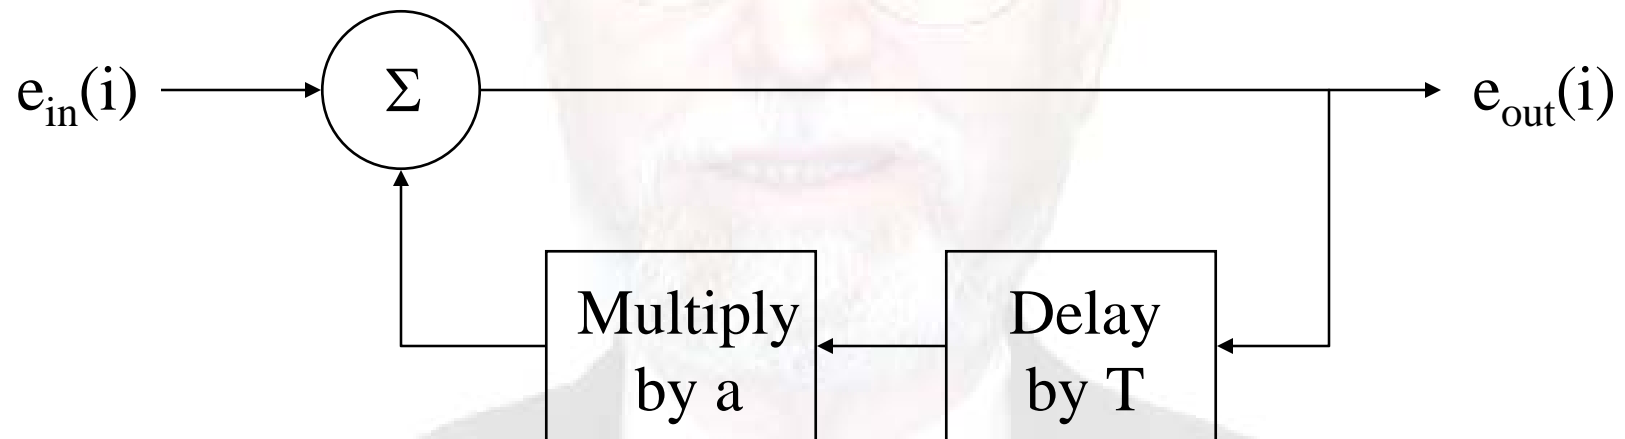 e_in(i)
Σ
e_out(i)
Multiply
by a
Delay
by T